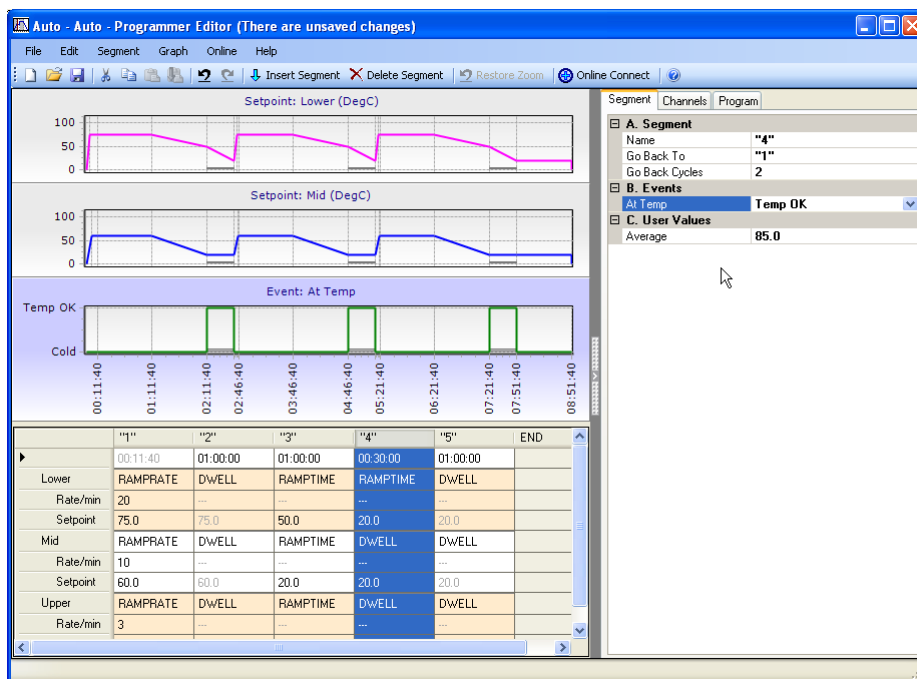 Auto - Auto - Programmer Editor (There are unsaved changes)
File Edit Segment Graph Online Help
Insert Segment Delete Segment Restore Zoom Online Connect
Setpoint: Lower (DegC)
100
50
0
Setpoint: Mid (DegC)
100
50
0
Event: At Temp
Temp OK
Cold
00:11:40 01:11:40 02:11:40 02:46:40 03:46:40 04:46:40 05:21:40 06:21:40 07:21:40 07:51:40 08:51:40
"1" "2" "3" "4" "5" END
00:11:40 01:00:00 01:00:00 00:30:00 01:00:00
Lower RAMPRATE DWELL RAMPTIME RAMPTIME DWELL
Rate/min 20 --- --- --- ---
Setpoint 75.0 75.0 50.0 20.0 20.0
Mid RAMPRATE DWELL RAMPTIME DWELL DWELL
Rate/min 10 --- --- --- ---
Setpoint 60.0 60.0 20.0 20.0 20.0
Upper RAMPRATE DWELL RAMPTIME DWELL DWELL
Rate/min 3 --- --- --- ---
Segment Channels Program
A. Segment
Name "4"
Go Back To "1"
Go Back Cycles 2
B. Events
At Temp Temp OK
C. User Values
Average 85.0